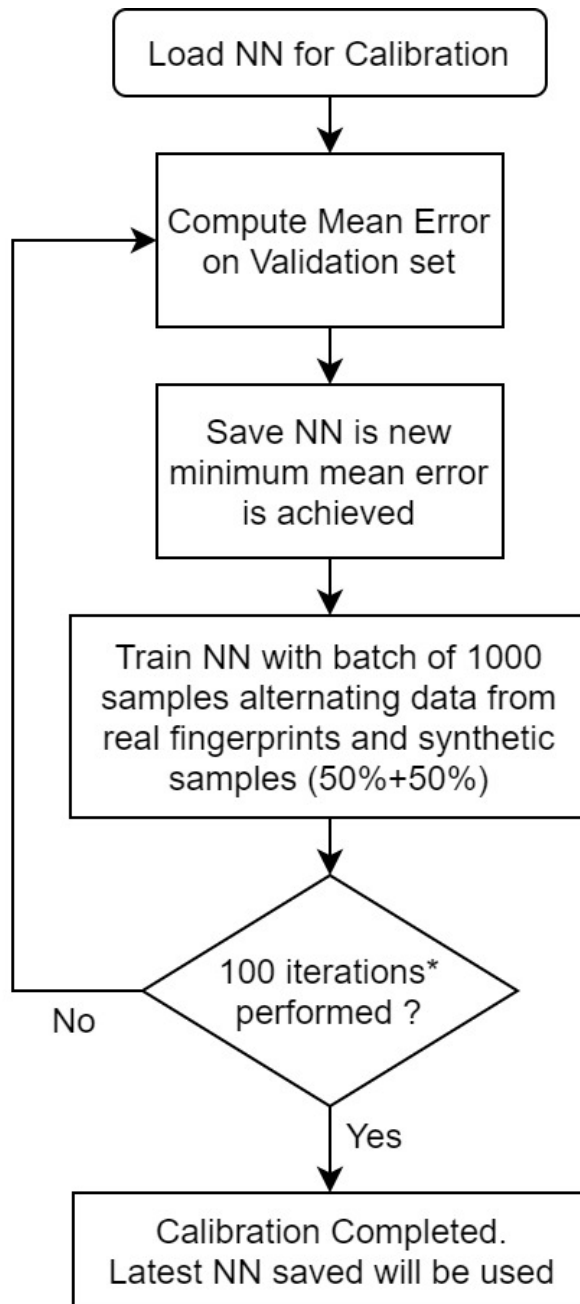 Load NN for Calibration
Compute Mean Error
on Validation set
Save NN is new
minimum mean error
is achieved
Train NN with batch of 1000
samples alternating data from
real fingerprints and synthetic
samples (50%+50%)
100 iterations*
performed ?
No
Yes
Calibration Completed.
Latest NN saved will be used